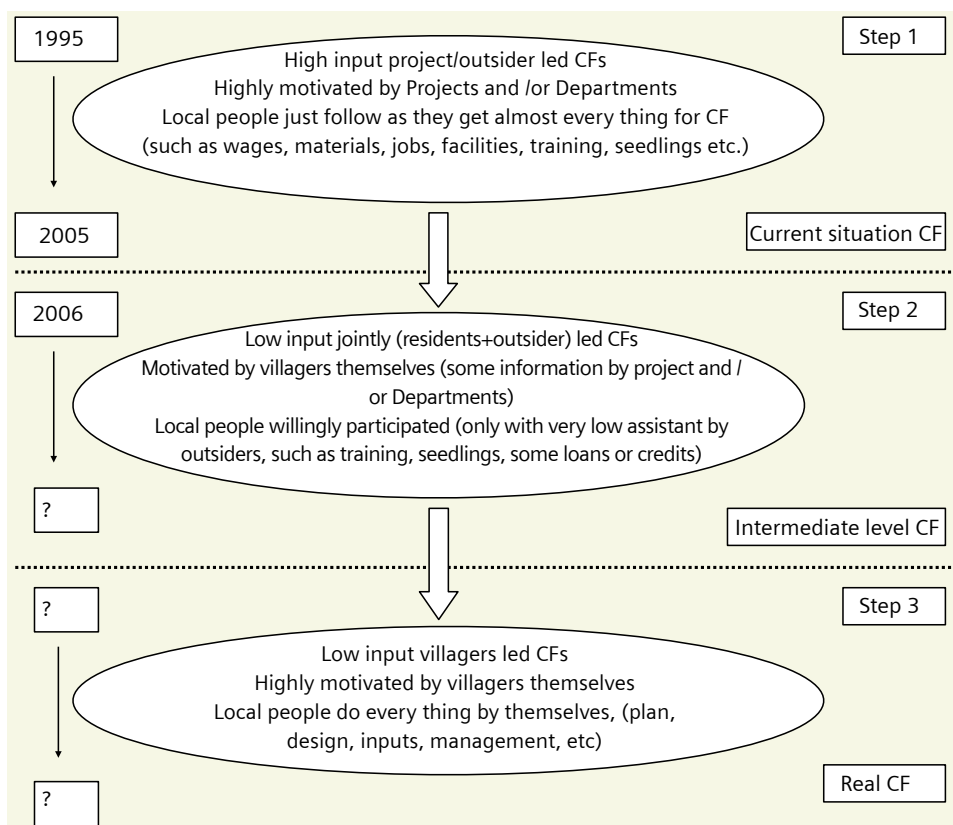 1995
Step 1
High input project/outsider led CFs
Highly motivated by Projects and /or Departments
Local people just follow as they get almost every thing for CF
(such as wages, materials, jobs, facilities, training, seedlings etc.)
2005
Current situation CF
2006
Step 2
Low input jointly (residents+outsider) led CFs
Motivated by villagers themselves (some information by project and /
or Departments)
Local people willingly participated (only with very low assistant by
outsiders, such as training, seedlings, some loans or credits)
?
Intermediate level CF
?
Step 3
Low input villagers led CFs
Highly motivated by villagers themselves
Local people do every thing by themselves, (plan,
design, inputs, management, etc)
Real CF
?